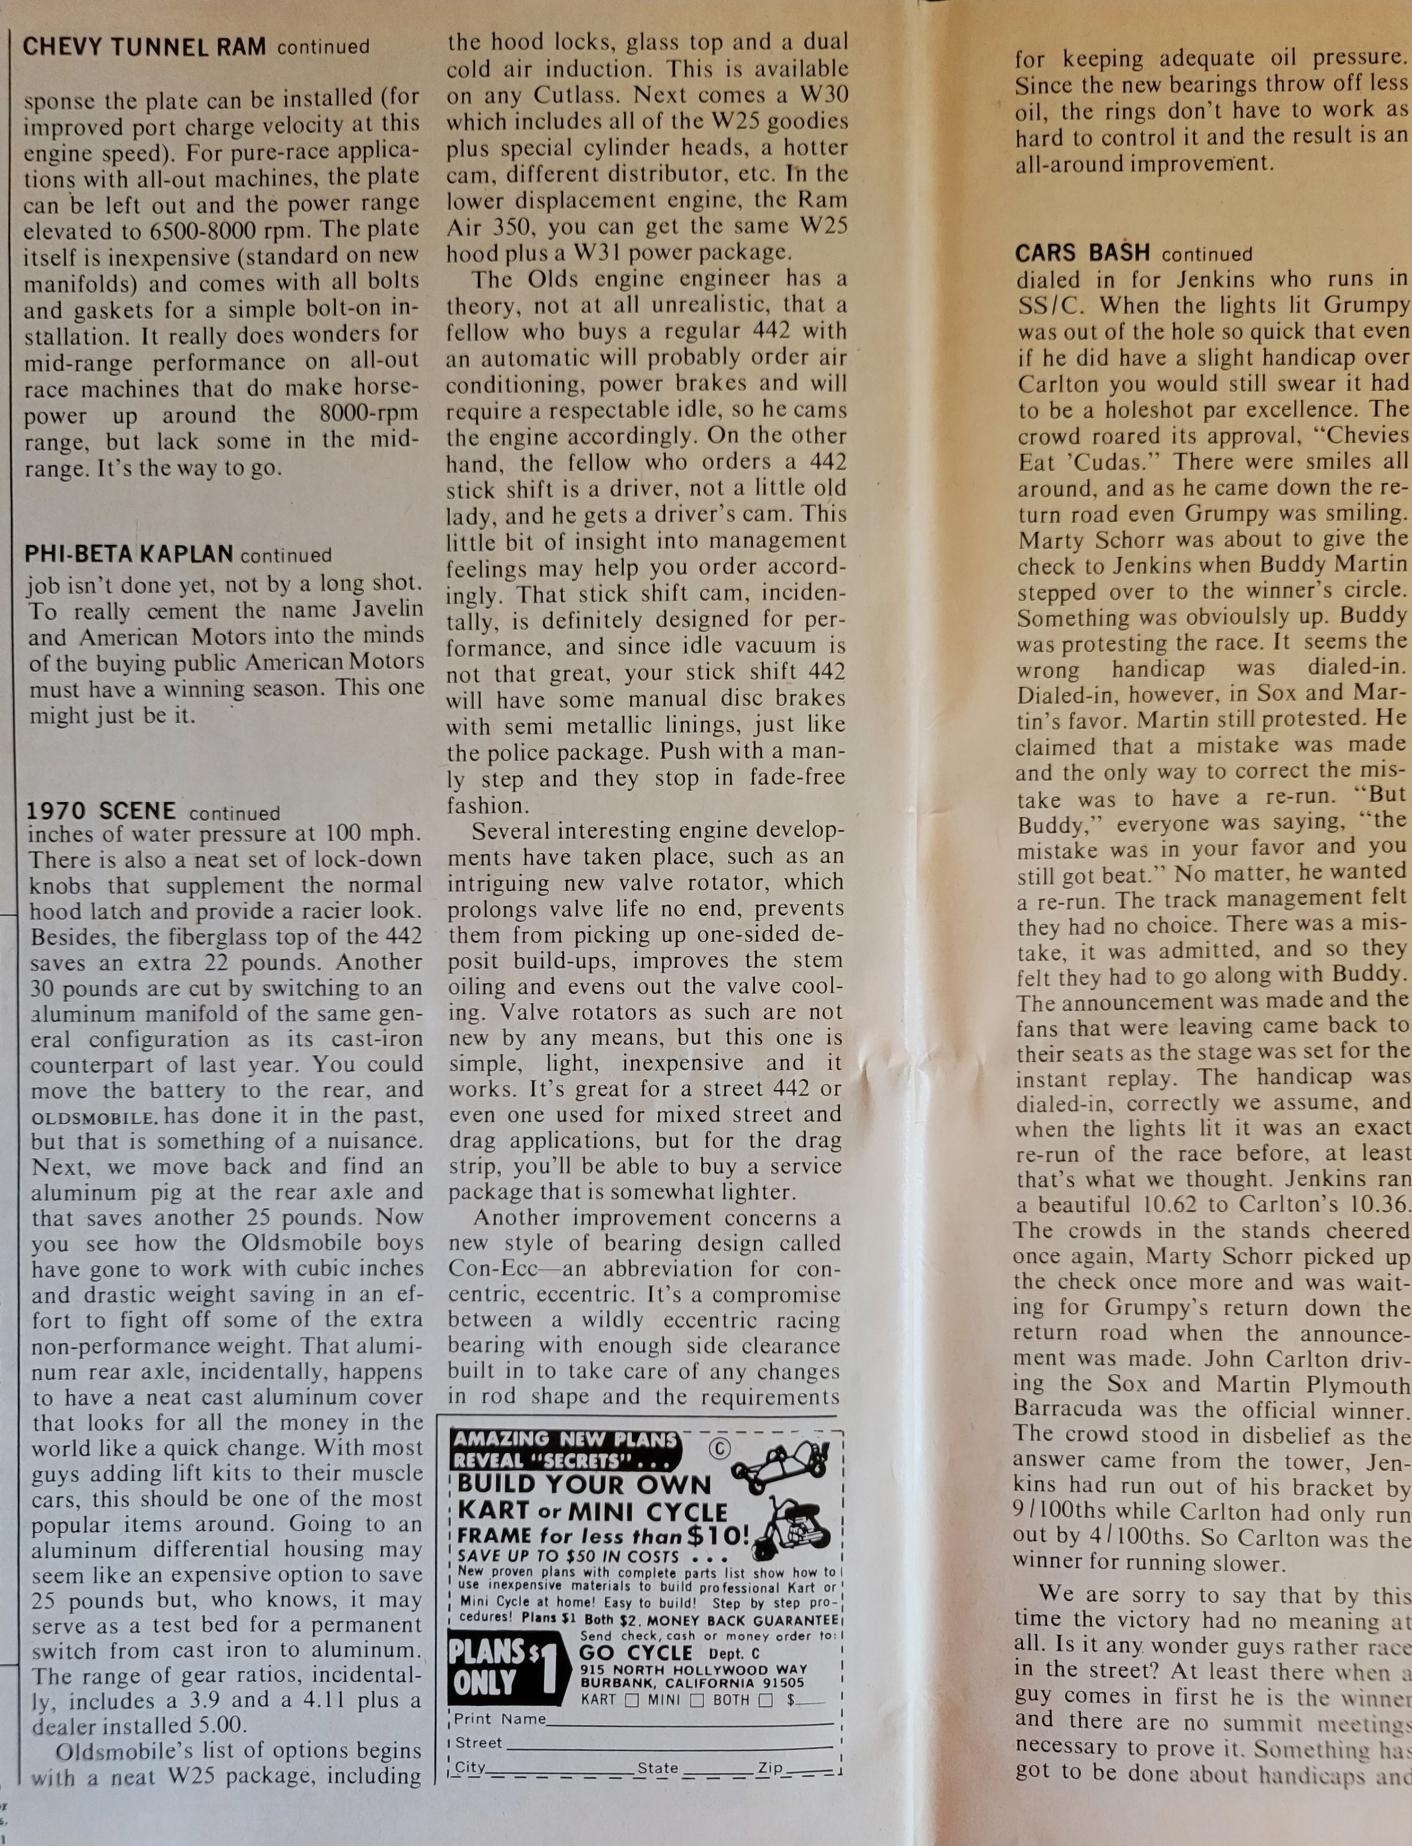 CHEVY TUNNEL RAM continued
sponse the plate can be installed (for
improved port charge velocity at this
engine speed). For pure-race applica-
tions with all-out machines, the plate
can be left out and the power range
elevated to 6500-8000 rpm. The plate
itself is inexpensive (standard on new
manifolds) and comes with all bolts
and gaskets for a simple bolt-on in-
stallation. It really does wonders for
mid-range performance on all-out
race machines that do make horse-
power up around the 8000-rpm
range, but lack some in the mid-
range. It's the way to go.
PHI-BETA KAPLAN continued
job isn't done yet, not by a long shot.
To really cement the name Javelin
and American Motors into the minds
of the buying public American Motors
must have a winning season. This one
might just be it.
1970 SCENE continued
inches of water pressure at 100 mph.
There is also a neat set of lock-down
knobs that supplement the normal
hood latch and provide a racier look.
Besides, the fiberglass top of the 442
saves an extra 22 pounds. Another
30 pounds are cut by switching to an
aluminum manifold of the same gen-
eral configuration as its cast-iron
counterpart of last year. You could
move the battery to the rear, and
OLDSMOBILE. has done it in the past,
but that is something of a nuisance.
Next, we move back and find an
aluminum pig at the rear axle and
that saves another 25 pounds. Now
you see how the Oldsmobile boys
have gone to work with cubic inches
and drastic weight saving in an ef-
fort to fight off some of the extra
non-performance weight. That alumi-
num rear axle, incidentally, happens
to have a neat cast aluminum cover
that looks for all the money in the
world like a quick change. With most
guys adding lift kits to their muscle
cars, this should be one of the most
popular items around. Going to an
aluminum differential housing may
seem like an expensive option to save
25 pounds but, who knows, it may
serve as a test bed for a permanent
switch from cast iron to aluminum.
The range of gear ratios, incidental-
ly, includes a 3.9 and a 4.11 plus a
dealer installed 5.00.
Oldsmobile's list of options begins
with a neat W25 package, including
the hood locks, glass top and a dual
cold air induction. This is available
on any Cutlass. Next comes a W30
which includes all of the W25 goodies
plus special cylinder heads, a hotter
cam, different distributor, etc. In the
lower displacement engine, the Ram
Air 350, you can get the same W25
hood plus a W31 power package.
The Olds engine engineer has a
theory, not at all unrealistic, that a
fellow who buys a regular 442 with
an automatic will probably order air
conditioning, power brakes and will
require a respectable idle, so he cams
the engine accordingly. On the other
hand, the fellow who orders a 442
stick shift is a driver, not a little old
lady, and he gets a driver's cam. This
little bit of insight into management
feelings may help you order accord-
ingly. That stick shift cam, inciden-
tally, is definitely designed for per-
formance, and since idle vacuum is
not that great, your stick shift 442
will have some manual disc brakes
with semi metallic linings, just like
the police package. Push with a man-
ly step and they stop in fade-free
fashion.
Several interesting engine develop-
ments have taken place, such as an
intriguing new valve rotator, which
prolongs valve life no end, prevents
them from picking up one-sided de-
posit build-ups, improves the stem
oiling and evens out the valve cool-
ing. Valve rotators as such are not
new by any means, but this one is
simple, light, inexpensive and it
works. It's great for a street 442 or
even one used for mixed street and
drag applications, but for the drag
strip, you'll be able to buy a service
package that is somewhat lighter.
Another improvement concerns a
new style of bearing design called
Con-Ecc—an abbreviation for con-
centric, eccentric. It's a compromise
between a wildly eccentric racing
bearing with enough side clearance
built in to take care of any changes
in rod shape and the requirements
AMAZING NEW PLANS
REVEAL "SECRETS" . . .
©
BUILD YOUR OWN
KART or MINI CYCLE
FRAME for less than $10!
SAVE UP TO $50 IN COSTS . . .
New proven plans with complete parts list show how to
use inexpensive materials to build professional Kart or
Mini Cycle at home! Easy to build! Step by step pro-
cedures! Plans $1 Both $2. MONEY BACK GUARANTEE
PLANS $1
ONLY
Send check, cash or money order to:
GO CYCLE Dept. C
915 NORTH HOLLYWOOD WAY
BURBANK, CALIFORNIA 91505
KART □ MINI □ BOTH □ $
Print Name
Street
City State Zip
for keeping adequate oil pressure.
Since the new bearings throw off less
oil, the rings don't have to work as
hard to control it and the result is an
all-around improvement.
CARS BASH continued
dialed in for Jenkins who runs in
SS/C. When the lights lit Grumpy
was out of the hole so quick that even
if he did have a slight handicap over
Carlton you would still swear it had
to be a holeshot par excellence. The
crowd roared its approval, "Chevies
Eat 'Cudas." There were smiles all
around, and as he came down the re-
turn road even Grumpy was smiling.
Marty Schorr was about to give the
check to Jenkins when Buddy Martin
stepped over to the winner's circle.
Something was obvioulsly up. Buddy
was protesting the race. It seems the
wrong handicap was dialed-in.
Dialed-in, however, in Sox and Mar-
tin's favor. Martin still protested. He
claimed that a mistake was made
and the only way to correct the mis-
take was to have a re-run. "But
Buddy," everyone was saying, "the
mistake was in your favor and you
still got beat." No matter, he wanted
a re-run. The track management felt
they had no choice. There was a mis-
take, it was admitted, and so they
felt they had to go along with Buddy.
The announcement was made and the
fans that were leaving came back to
their seats as the stage was set for the
instant replay. The handicap was
dialed-in, correctly we assume, and
when the lights lit it was an exact
re-run of the race before, at least
that's what we thought. Jenkins ran
a beautiful 10.62 to Carlton's 10.36.
The crowds in the stands cheered
once again, Marty Schorr picked up
the check once more and was wait-
ing for Grumpy's return down the
return road when the announce-
ment was made. John Carlton driv-
ing the Sox and Martin Plymouth
Barracuda was the official winner.
The crowd stood in disbelief as the
answer came from the tower, Jen-
kins had run out of his bracket by
9/100ths while Carlton had only run
out by 4/100ths. So Carlton was the
winner for running slower.
We are sorry to say that by this
time the victory had no meaning at
all. Is it any wonder guys rather race
in the street? At least there when a
guy comes in first he is the winner
and there are no summit meetings
necessary to prove it. Something has
got to be done about handicaps and